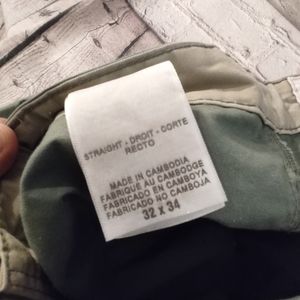 STRAIGHT - DROIT - CORTE
RECTO
MADE IN CAMBODIA
FABRIQUE AU CAMBODGE
FABRICADO EN CAMBOYA
FABRICADO NO CAMBOJA
32 X 34